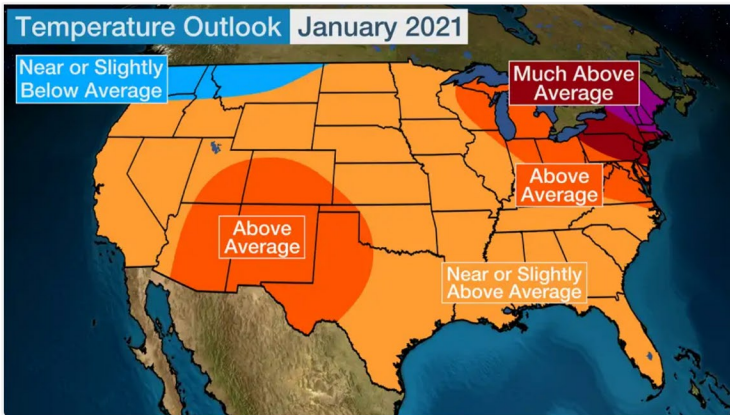 Temperature Outlook January 2021
Near or Slightly
Below Average
Much Above
Average
Above
Average
Above
Average
Near or Slightly
Above Average